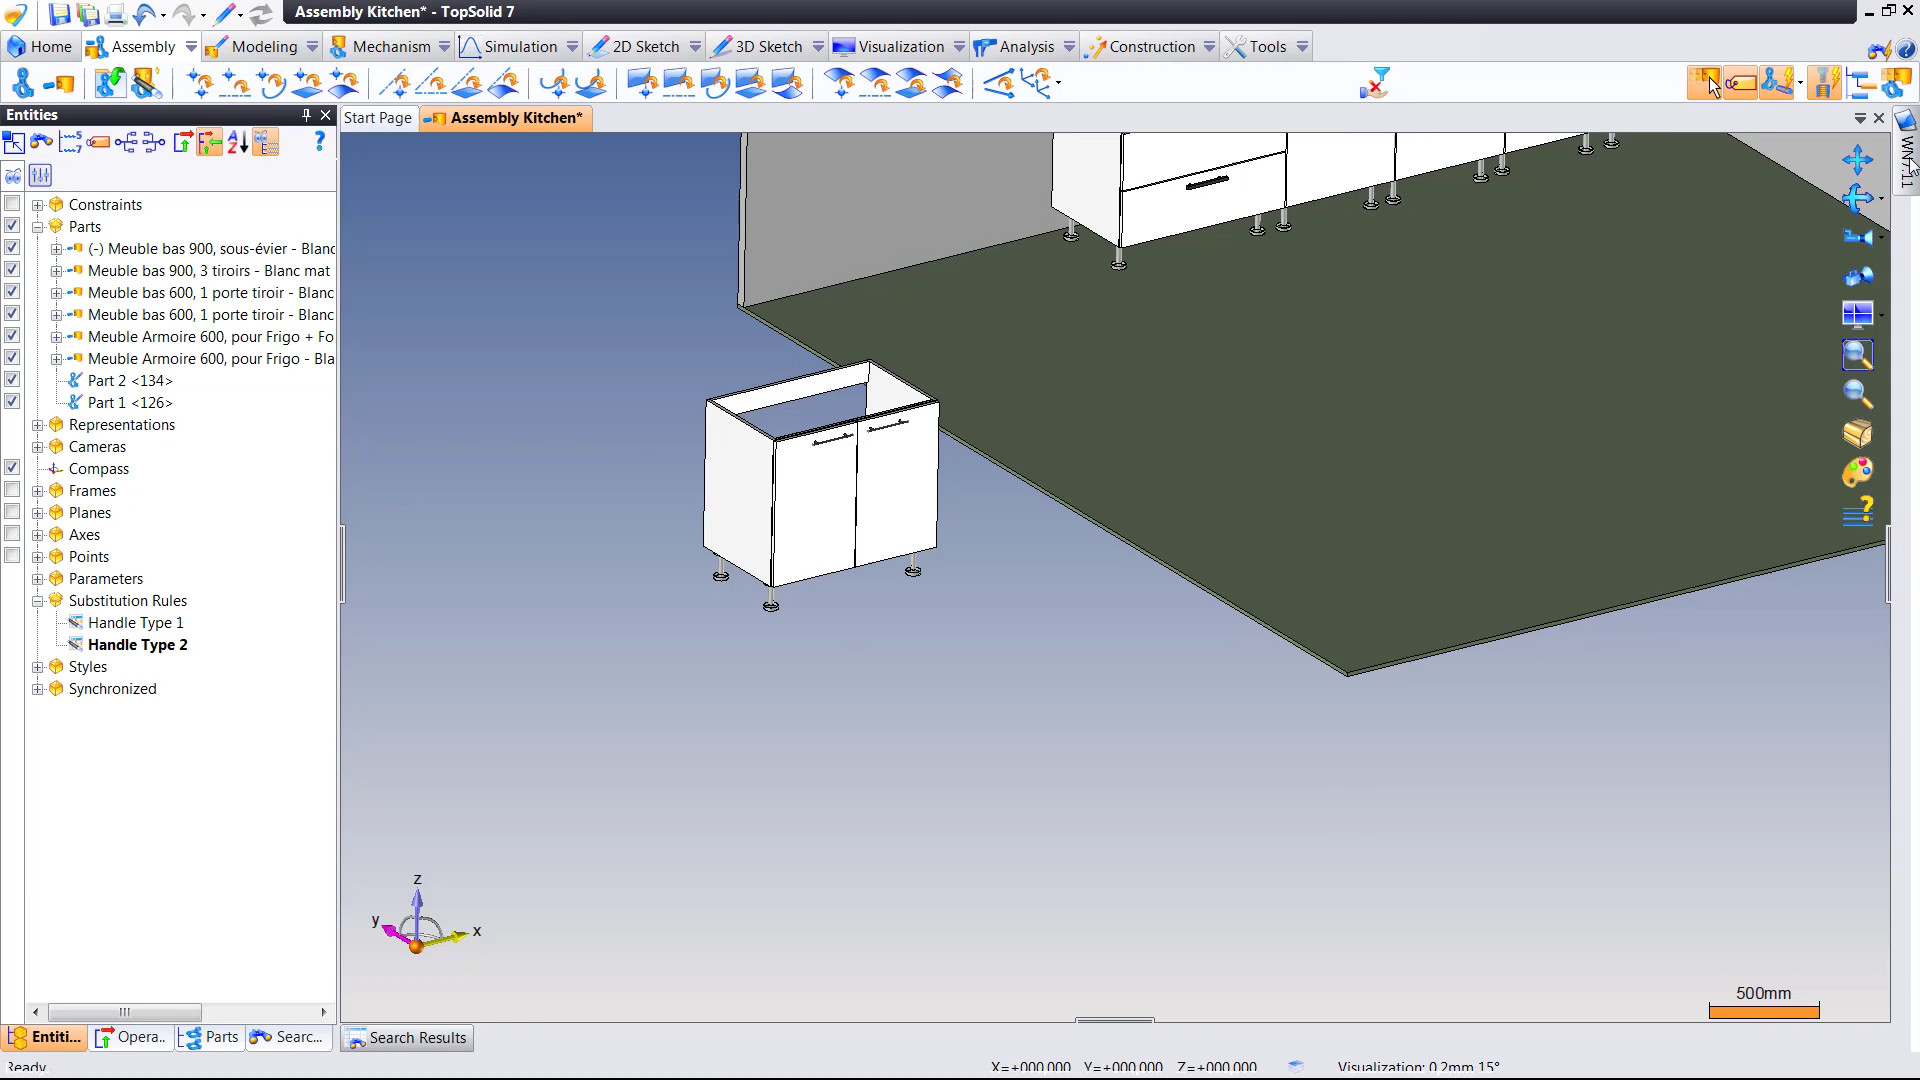 Assembly Kitchen* - TopSolid 7
Home Assembly Modeling Mechanism Simulation 2D Sketch 3D Sketch Visualization Analysis Construction Tools
Entities
Start Page Assembly Kitchen*
WN7.11
Constraints
Parts
(-) Meuble bas 900, sous-évier - Blanc
Meuble bas 900, 3 tiroirs - Blanc mat
Meuble bas 600, 1 porte tiroir - Blanc
Meuble bas 600, 1 porte tiroir - Blanc
Meuble Armoire 600, pour Frigo + Fo
Meuble Armoire 600, pour Frigo - Bla
Part 2 <134>
Part 1 <126>
Representations
Cameras
Compass
Frames
Planes
Axes
Points
Parameters
Substitution Rules
Handle Type 1
Handle Type 2
Styles
Synchronized
z
y
x
500mm
Entiti... Opera.. Parts Searc... Search Results
Ready X=+000,000 Y=+000,000 Z=+000,000 Visualization: 0.2mm 15°